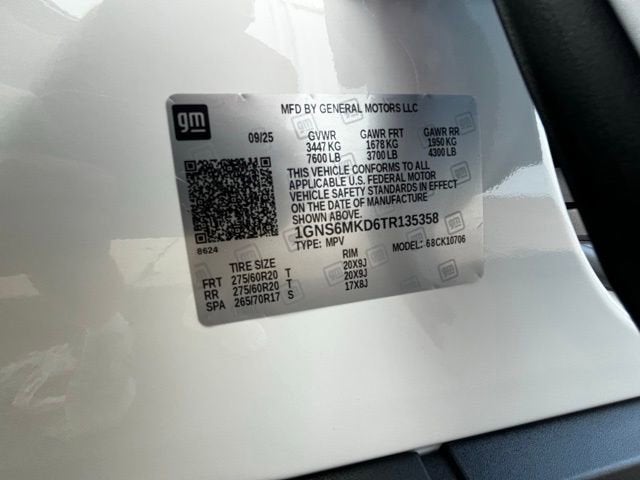 gm
MFD BY GENERAL MOTORS LLC
09/25
GVWR GAWR FRT GAWR RR
3447 KG 1678 KG 1950 KG
7600 LB 3700 LB 4300 LB
THIS VEHICLE CONFORMS TO ALL
APPLICABLE U.S. FEDERAL MOTOR
VEHICLE SAFETY STANDARDS IN EFFECT
ON THE DATE OF MANUFACTURE
SHOWN ABOVE.
1GNS6MKD6TR135358
8624
TYPE: MPV MODEL: 68CK10706
TIRE SIZE RIM
FRT 275/60R20 T 20X9J
RR 275/60R20 T 20X9J
SPA 265/70R17 S 17X8J